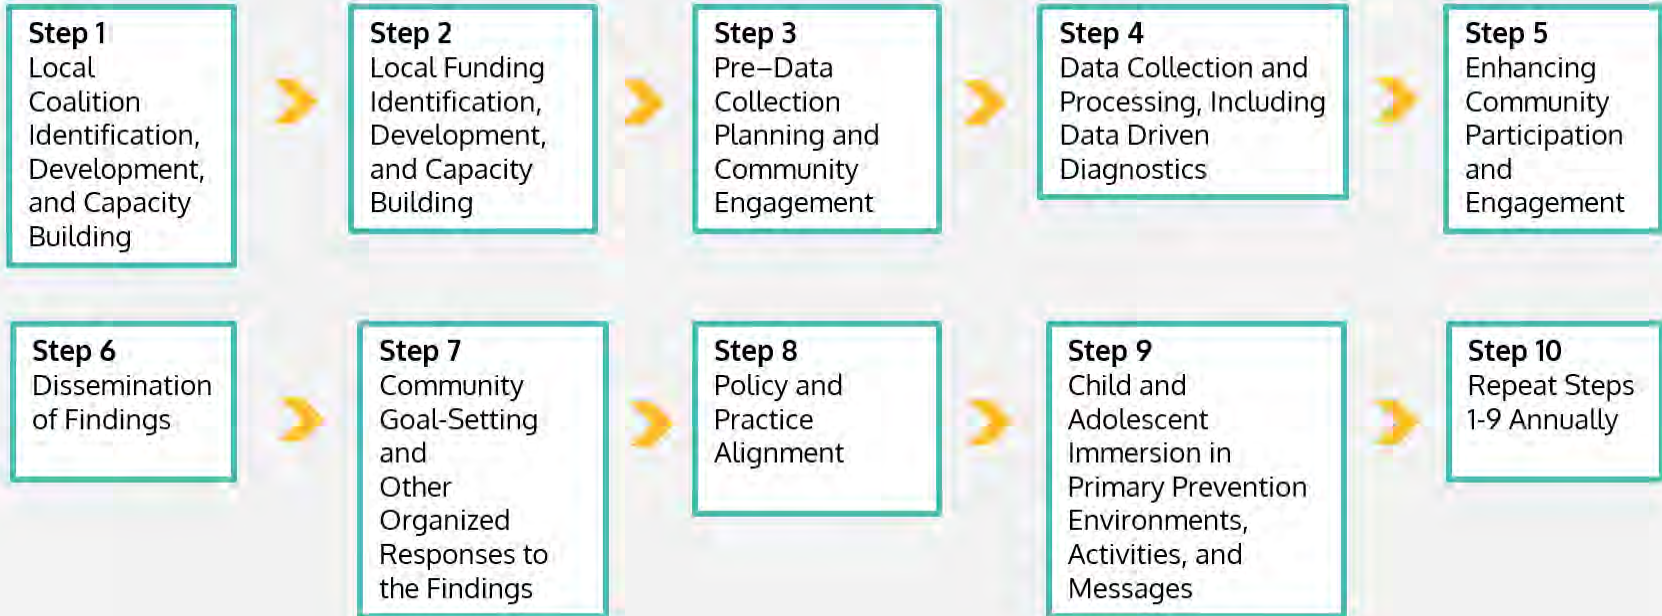 Step 1
Local
Coalition
Identification,
Development,
and Capacity
Building
Step 2
Local Funding
Identification,
Development,
and Capacity
Building
Step 3
Pre–Data
Collection
Planning and
Community
Engagement
Step 4
Data Collection and
Processing, Including
Data Driven
Diagnostics
Step 5
Enhancing
Community
Participation
and
Engagement
Step 6
Dissemination
of Findings
Step 7
Community
Goal-Setting
and
Other
Organized
Responses to
the Findings
Step 8
Policy and
Practice
Alignment
Step 9
Child and
Adolescent
Immersion in
Primary Prevention
Environments,
Activities, and
Messages
Step 10
Repeat Steps
1-9 Annually